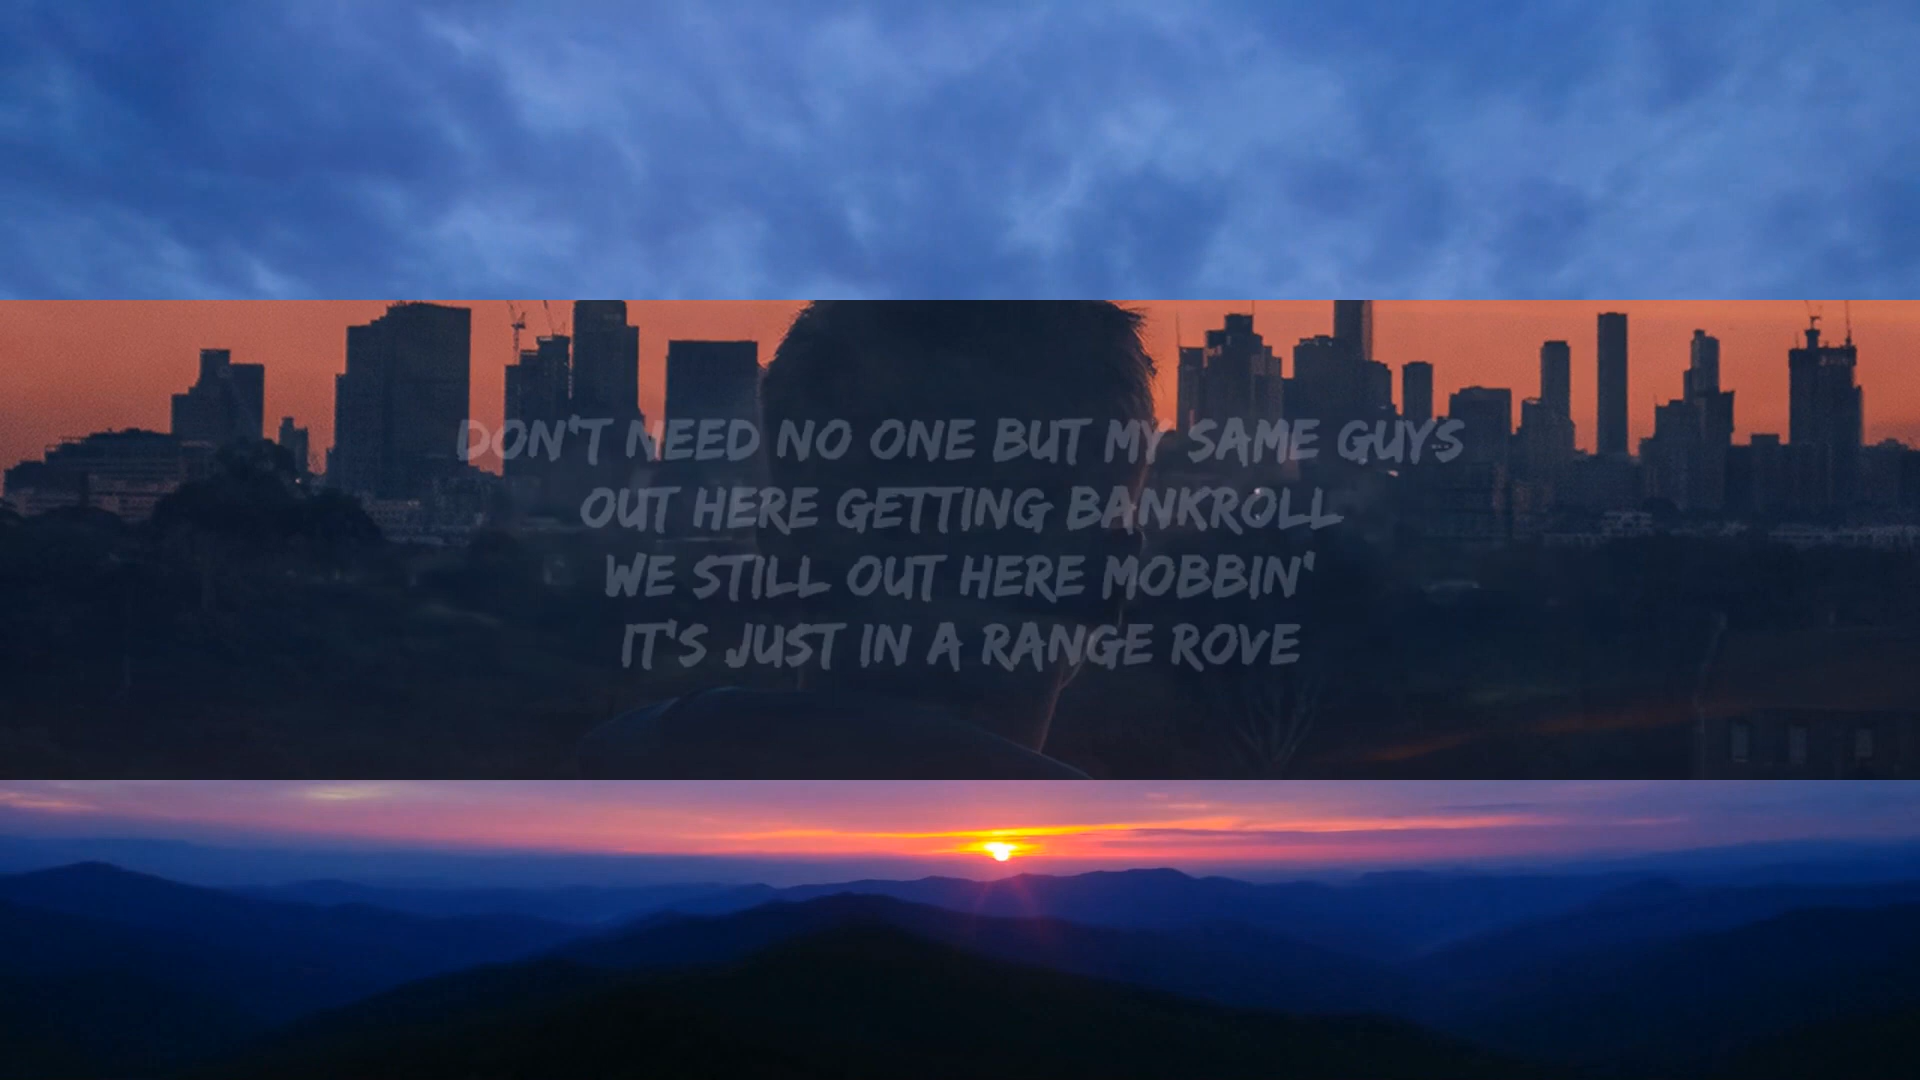 DON'T NEED NO ONE BUT MY SAME GUYS
OUT HERE GETTING BANKROLL
WE STILL OUT HERE MOBBIN'
IT'S JUST IN A RANGE ROVE